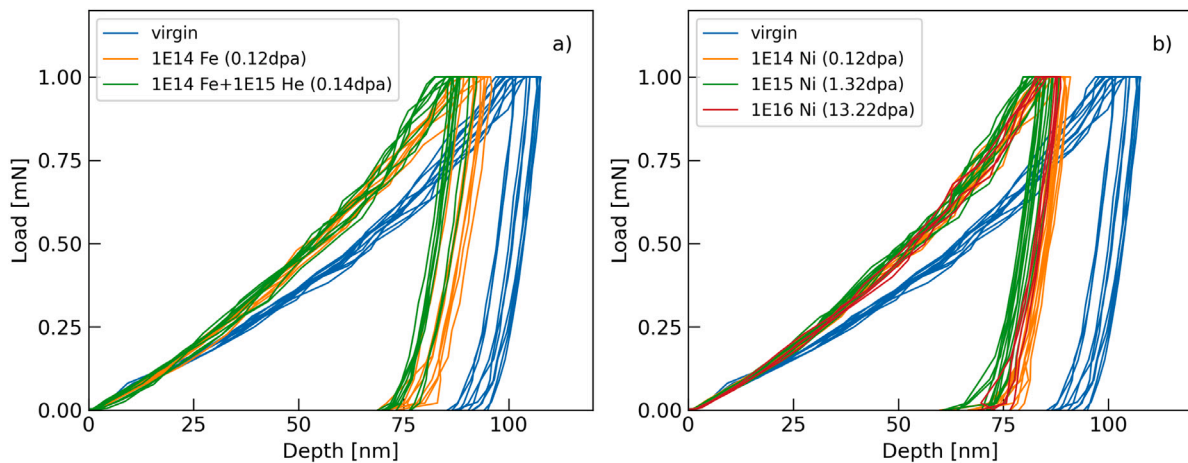 virgin
1E14 Fe (0.12dpa)
1E14 Fe+1E15 He (0.14dpa)
a)
1.00
0.75
0.50
0.25
0.00
Load [mN]
0
25
50
75
100
Depth [nm]
virgin
1E14 Ni (0.12dpa)
1E15 Ni (1.32dpa)
1E16 Ni (13.22dpa)
b)
1.00
0.75
0.50
0.25
0.00
Load [mN]
0
25
50
75
100
Depth [nm]